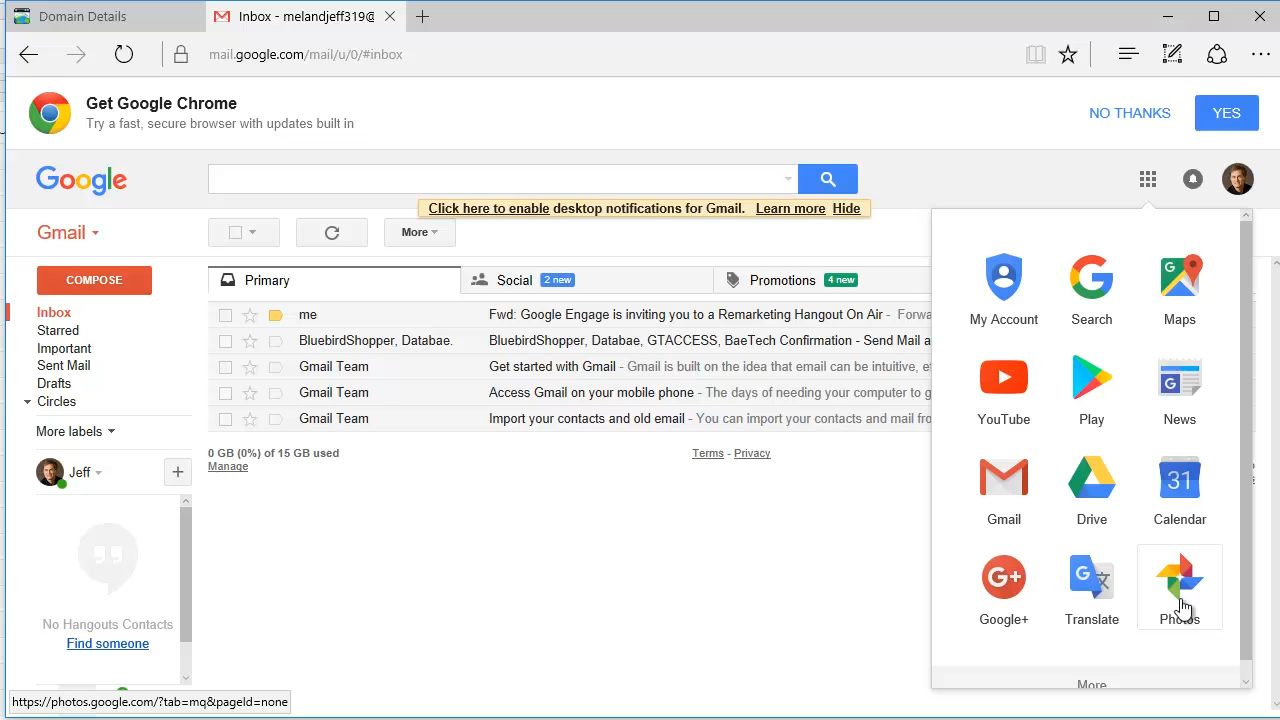 Domain Details
Inbox - melandjeff319@
mail.google.com/mail/u/0/#inbox
Get Google Chrome
Try a fast, secure browser with updates built in
NO THANKS
YES
Google
Click here to enable desktop notifications for Gmail. Learn more Hide
Gmail
More
COMPOSE
Primary
Social 2 new
Promotions 4 new
Inbox
Starred
Important
Sent Mail
Drafts
Circles
More labels
me Fwd: Google Engage is inviting you to a Remarketing Hangout On Air - Forwa
BluebirdShopper, Databae. BluebirdShopper, Databae, GTACCESS, BaeTech Confirmation - Send Mail a
Gmail Team Get started with Gmail - Gmail is built on the idea that email can be intuitive, ef
Gmail Team Access Gmail on your mobile phone - The days of needing your computer to g
Gmail Team Import your contacts and old email - You can import your contacts and mail fro
0 GB (0%) of 15 GB used
Manage
Terms - Privacy
Jeff
No Hangouts Contacts
Find someone
My Account
Search
Maps
YouTube
Play
News
Gmail
Drive
31
Calendar
G+
Google+
Translate
Photos
More
https://photos.google.com/?tab=mq&pageId=none